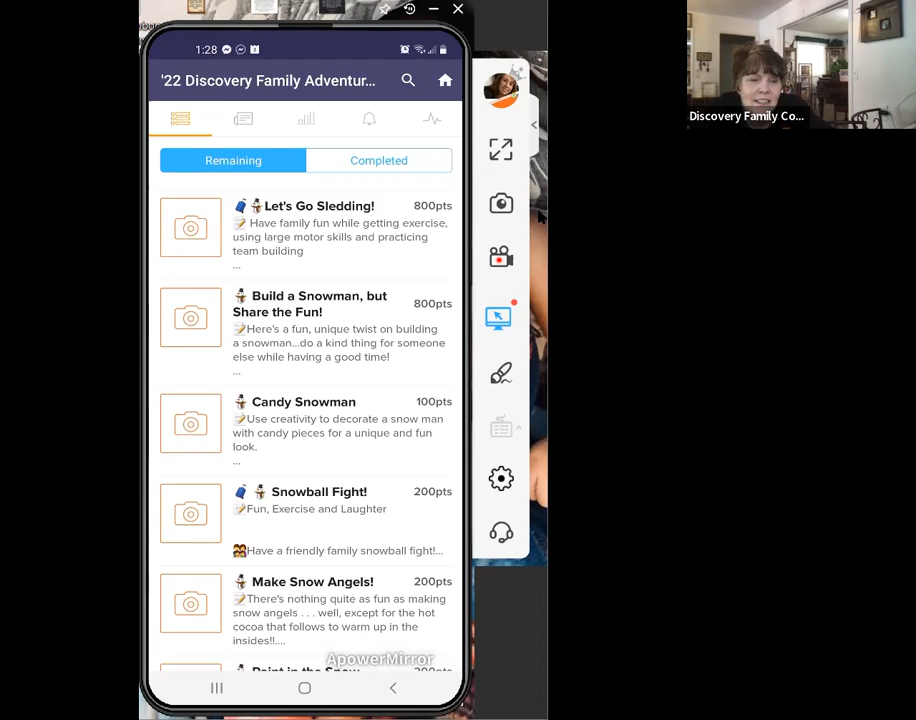 1:28
'22 Discovery Family Adventur...
Remaining
Completed
Let's Go Sledding!
800pts
Have family fun while getting exercise,
using large motor skills and practicing
team building
...
Build a Snowman, but
Share the Fun!
800pts
Here's a fun, unique twist on building
a snowman...do a kind thing for someone
else while having a good time!
...
Candy Snowman
100pts
Use creativity to decorate a snow man
with candy pieces for a unique and fun
look.
...
Snowball Fight!
200pts
Fun, Exercise and Laughter
Have a friendly family snowball fight!...
Make Snow Angels!
200pts
There's nothing quite as fun as making
snow angels . . . well, except for the hot
cocoa that follows to warm up in the
insides!!....
ApowerMirror
Discovery Family Co...